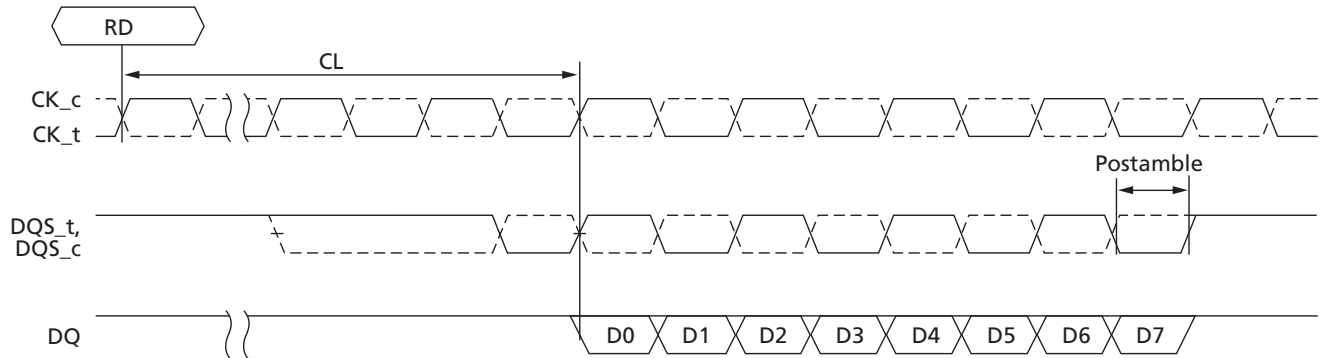 RD
CL
CK_c
CK_t
Postamble
DQS_t,
DQS_c
DQ D0 D1 D2 D3 D4 D5 D6 D7